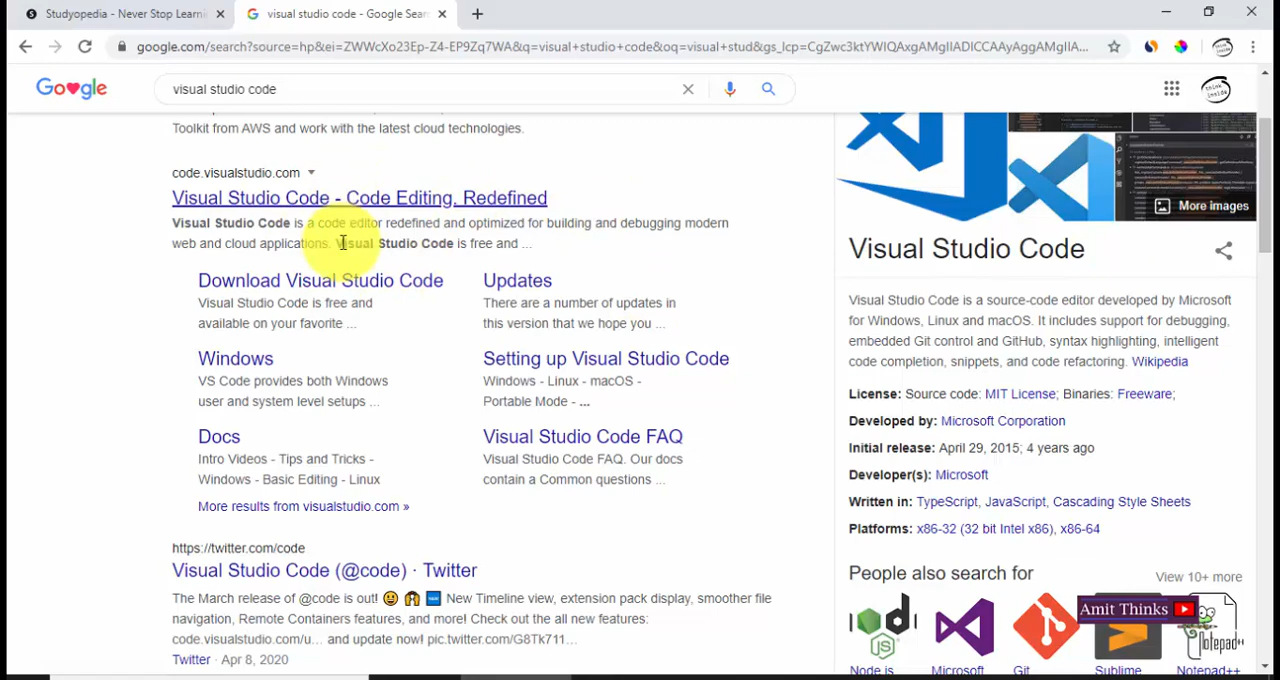 Studyopedia - Never Stop Learni
visual studio code - Google Sear
google.com/search?source=hp&ei=ZWWcXo23Ep-Z4-EP9Zq7WA&q=visual+studio+code&oq=visual+stud&gs_lcp=CgZwc3ktYWIQAxgAMgIIADICCAAyAggAMgIIADI...
Google
visual studio code
think inside
Toolkit from AWS and work with the latest cloud technologies.
code.visualstudio.com
Visual Studio Code - Code Editing. Redefined
Visual Studio Code is a code editor redefined and optimized for building and debugging modern
web and cloud applications. Visual Studio Code is free and ...
Download Visual Studio Code
Visual Studio Code is free and
available on your favorite ...
Updates
There are a number of updates in
this version that we hope you ...
Windows
VS Code provides both Windows
user and system level setups ...
Setting up Visual Studio Code
Windows - Linux - macOS -
Portable Mode - ...
Docs
Intro Videos - Tips and Tricks -
Windows - Basic Editing - Linux
Visual Studio Code FAQ
Visual Studio Code FAQ. Our docs
contain a Common questions ...
More results from visualstudio.com »
https://twitter.com/code
Visual Studio Code (@code) · Twitter
The March release of @code is out! 😀 🙌 🆕 New Timeline view, extension pack display, smoother file
navigation, Remote Containers features, and more! Check out the all new features:
code.visualstudio.com/u... and update now! pic.twitter.com/G8Tk711...
Twitter · Apr 8, 2020
More images
Visual Studio Code
Visual Studio Code is a source-code editor developed by Microsoft
for Windows, Linux and macOS. It includes support for debugging,
embedded Git control and GitHub, syntax highlighting, intelligent
code completion, snippets, and code refactoring. Wikipedia
License: Source code: MIT License; Binaries: Freeware;
Developed by: Microsoft Corporation
Initial release: April 29, 2015; 4 years ago
Developer(s): Microsoft
Written in: TypeScript, JavaScript, Cascading Style Sheets
Platforms: x86-32 (32 bit Intel x86), x86-64
People also search for
View 10+ more
Amit Thinks
Notepad++
Node.js
Microsoft
Git
Sublime
Notepad++